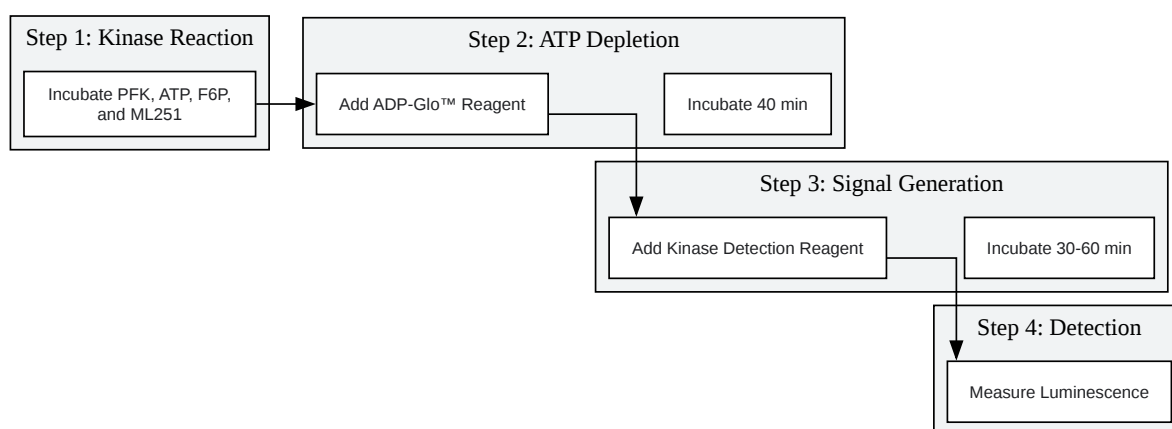 Step 1: Kinase Reaction
Incubate PFK, ATP, F6P,
and ML251
Step 2: ATP Depletion
Add ADP-Glo™ Reagent
Incubate 40 min
Step 3: Signal Generation
Add Kinase Detection Reagent
Incubate 30-60 min
Step 4: Detection
Measure Luminescence